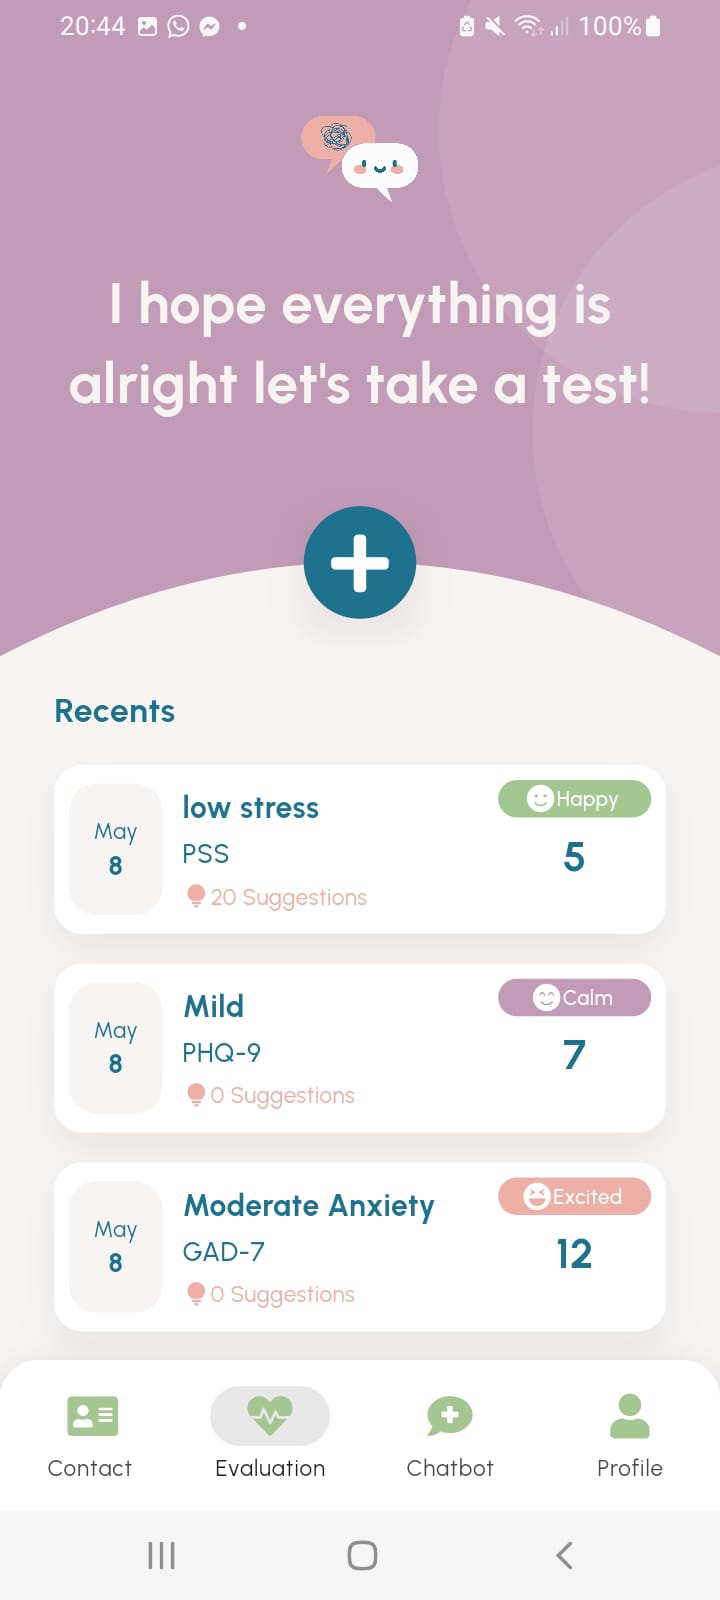 20:44
100%
I hope everything is
alright let's take a test!
Recents
May
8
low stress
PSS
20 Suggestions
Happy
5
May
8
Mild
PHQ-9
0 Suggestions
Calm
7
May
8
Moderate Anxiety
GAD-7
0 Suggestions
Excited
12
Contact
Evaluation
Chatbot
Profile